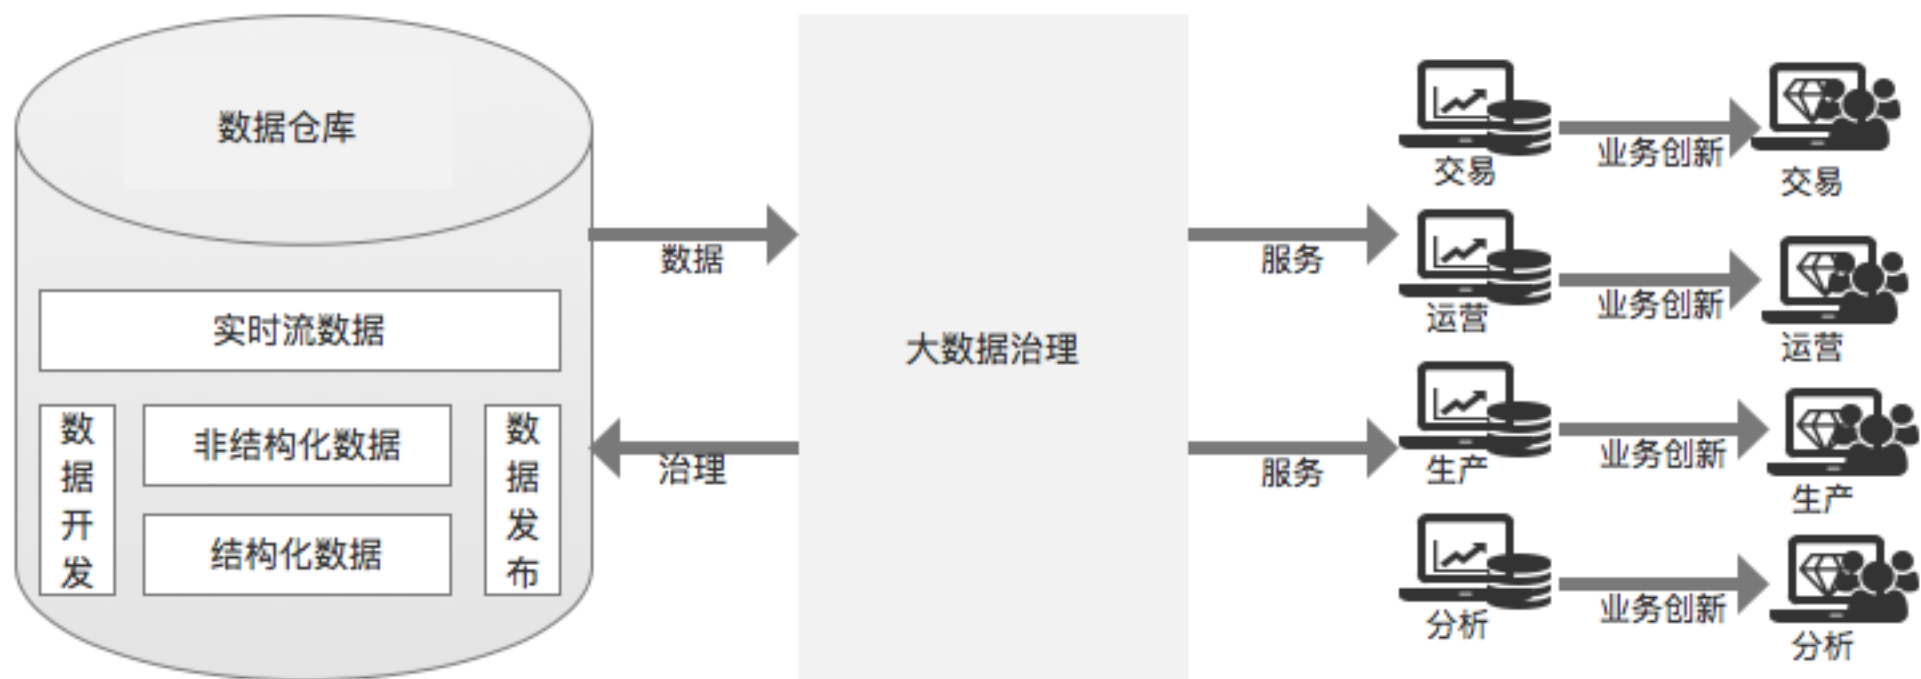 数据仓库
实时流数据
数据开发
非结构化数据
结构化数据
数据发布
数据
治理
大数据治理
服务
服务
交易
业务创新
交易
运营
业务创新
运营
生产
业务创新
生产
分析
业务创新
分析